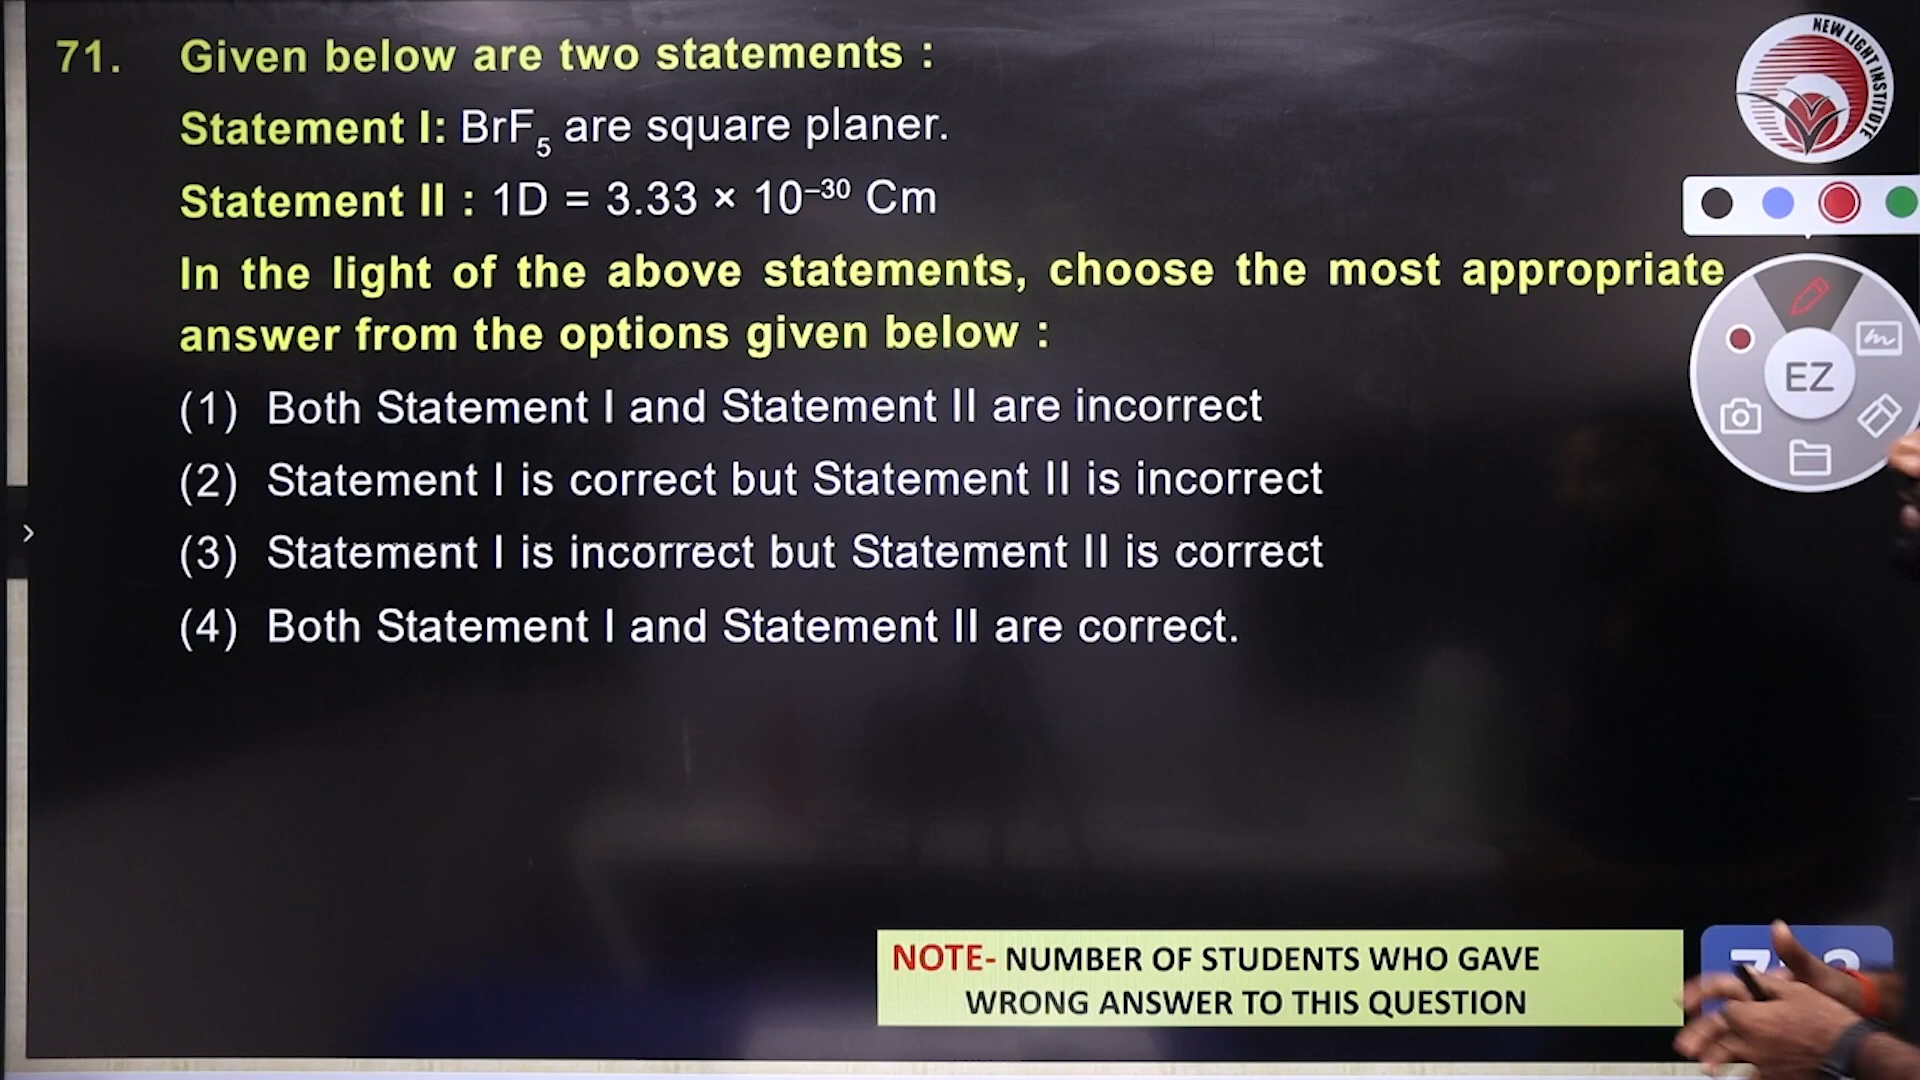 NEW LIGHT INSTITUTE
71. Given below are two statements :
Statement I: BrF₅ are square planer.
Statement II : 1D = 3.33 × 10⁻³⁰ Cm
In the light of the above statements, choose the most appropriate
answer from the options given below :
EZ
(1) Both Statement I and Statement II are incorrect
(2) Statement I is correct but Statement II is incorrect
(3) Statement I is incorrect but Statement II is correct
(4) Both Statement I and Statement II are correct.
NOTE- NUMBER OF STUDENTS WHO GAVE
WRONG ANSWER TO THIS QUESTION